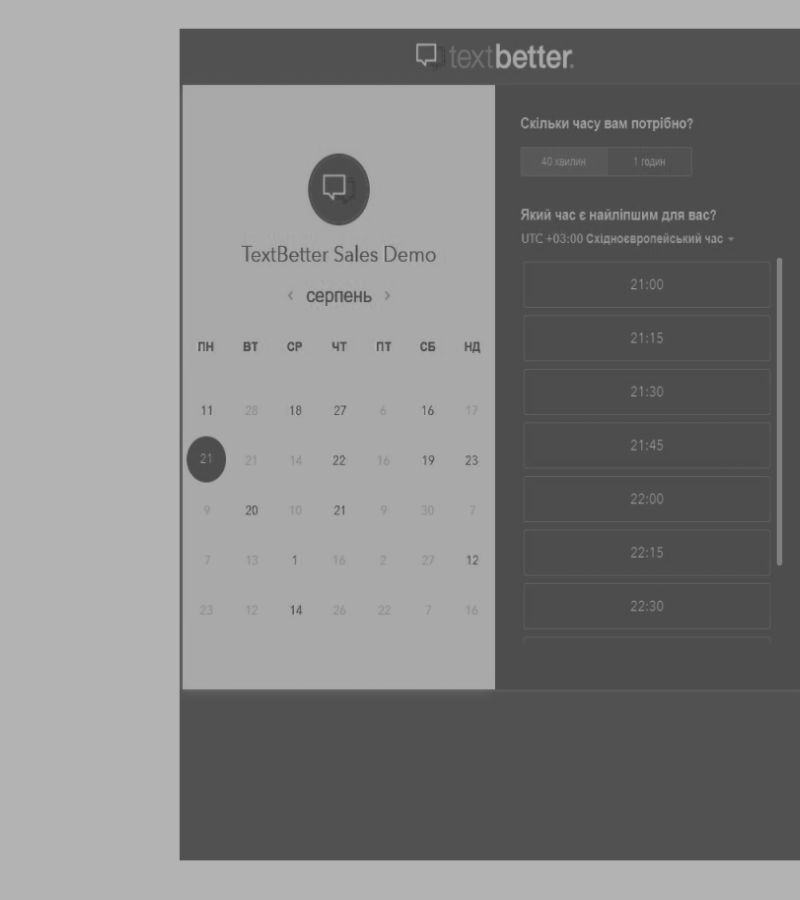 textbetter.
TextBetter Sales Demo
‹ серпень ›
ПН ВТ СР ЧТ ПТ СБ НД
11 28 18 27 6 16 17
21 21 14 22 16 19 23
9 20 10 21 9 30 7
7 13 1 16 2 27 12
23 12 14 26 22 7 16
Скільки часу вам потрібно?
40 хвилин 1 годин
Який час є найліпшим для вас?
UTC +03:00 Східноєвропейський час
21:00
21:15
21:30
21:45
22:00
22:15
22:30